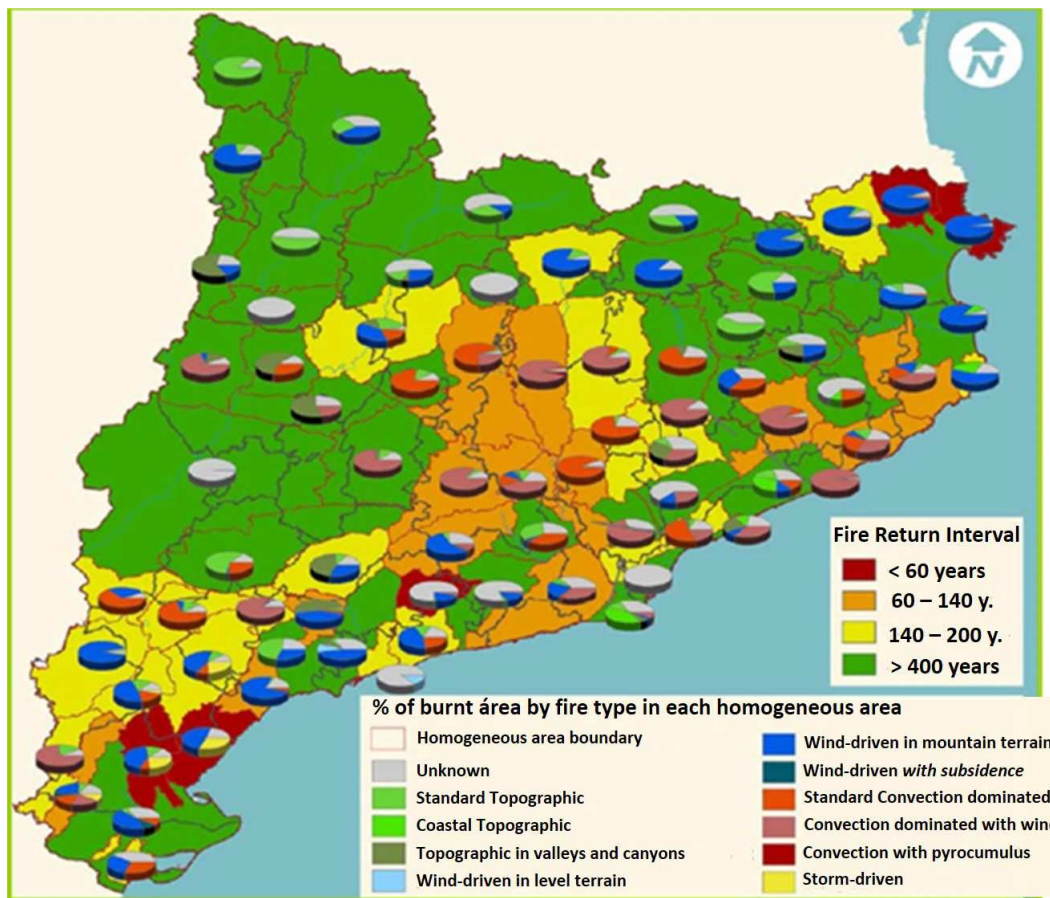 N
Fire Return Interval
< 60 years
60 – 140 y.
140 – 200 y.
> 400 years
% of burnt área by fire type in each homogeneous area
Homogeneous area boundary
Unknown
Standard Topographic
Coastal Topographic
Topographic in valleys and canyons
Wind-driven in level terrain
Wind-driven in mountain terrain
Wind-driven with subsidence
Standard Convection dominated
Convection dominated with wind
Convection with pyrocumulus
Storm-driven